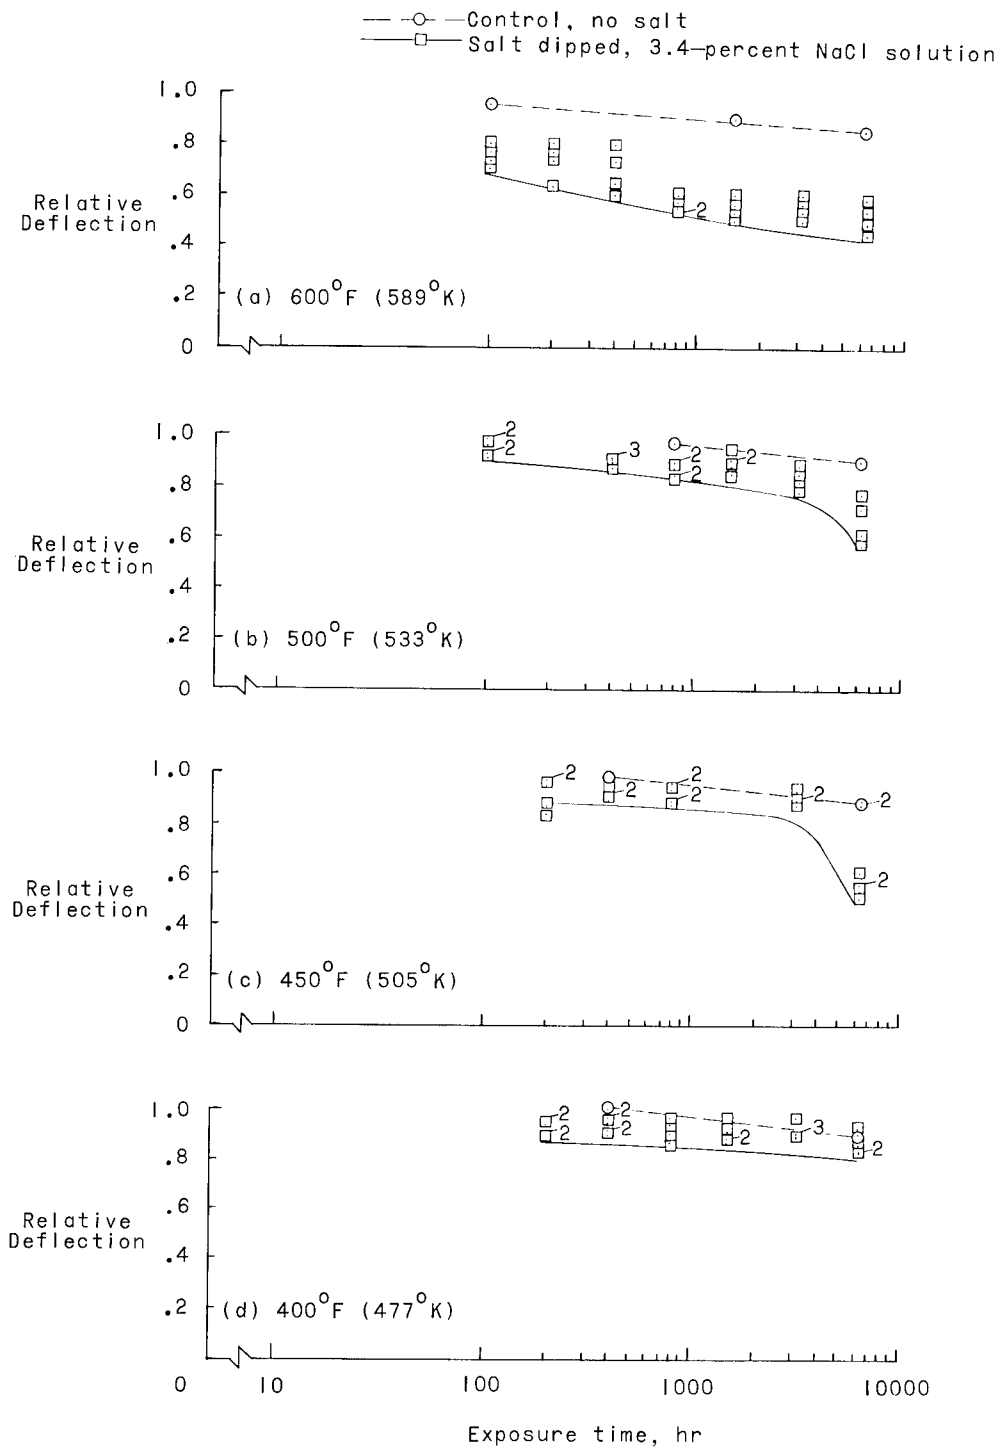 Control, no salt
Salt dipped, 3.4-percent NaCl solution
1.0
.8
Relative
Deflection
.6
.4
.2
(a) 600°F (589°K)
0
2
1.0
.8
Relative
Deflection
.6
.4
.2
(b) 500°F (533°K)
0
2
2
3
2
2
2
1.0
.8
Relative
Deflection
.6
.4
.2
(c) 450°F (505°K)
0
2
2
2
2
2
2
2
1.0
.8
Relative
Deflection
.6
.4
.2
(d) 400°F (477°K)
2
2
2
2
2
3
2
0 10 100 1000 10000
Exposure time, hr